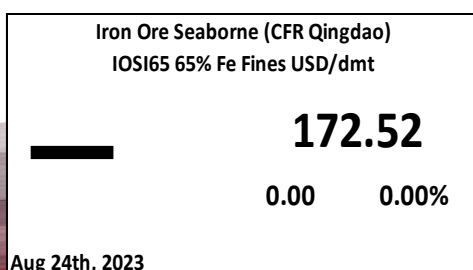 Iron Ore Seaborne (CFR Qingdao)
IOSI65 65% Fe Fines USD/dmt
172.52
0.00 0.00%
Aug 24th, 2023